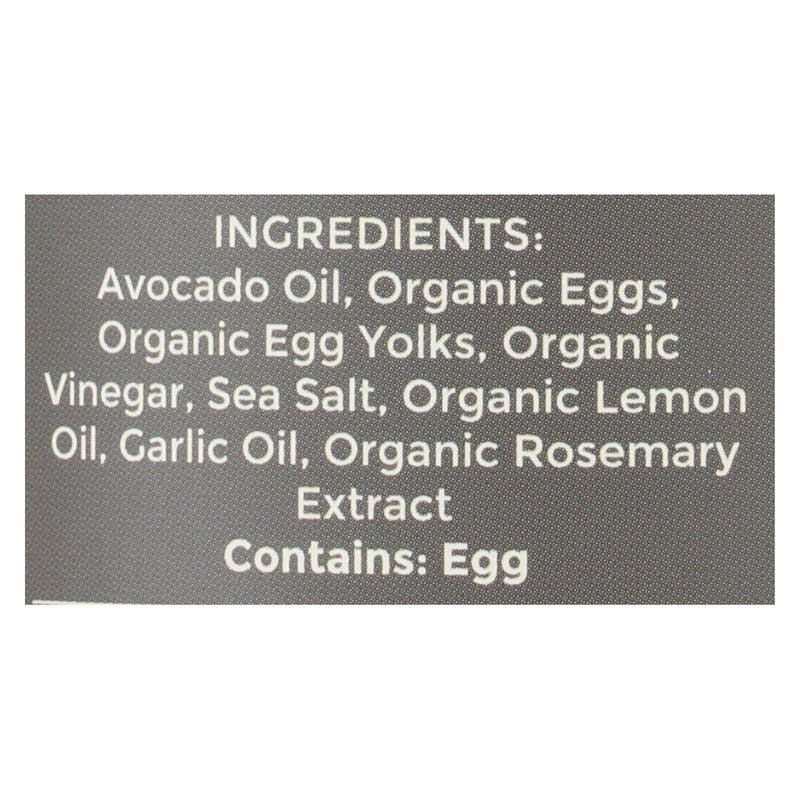 INGREDIENTS:
Avocado Oil, Organic Eggs,
Organic Egg Yolks, Organic
Vinegar, Sea Salt, Organic Lemon
Oil, Garlic Oil, Organic Rosemary
Extract
Contains: Egg